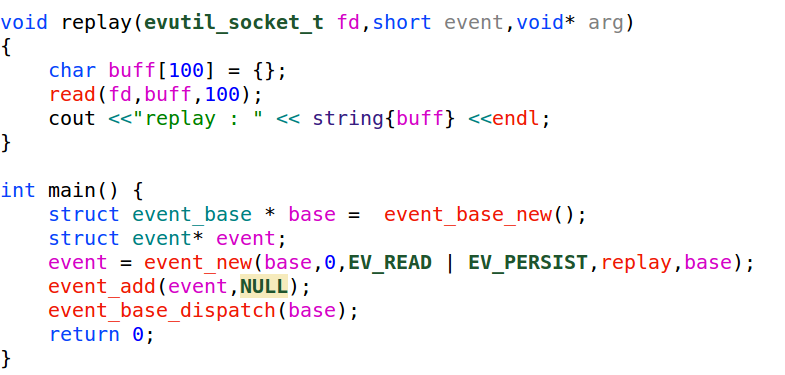 void replay(evutil_socket_t fd,short event,void* arg)
{
    char buff[100] = {};
    read(fd,buff,100);
    cout <<"replay : " << string{buff} <<endl;
}

int main() {
    struct event_base * base =  event_base_new();
    struct event* event;
    event = event_new(base,0,EV_READ | EV_PERSIST,replay,base);
    event_add(event,NULL);
    event_base_dispatch(base);
    return 0;
}